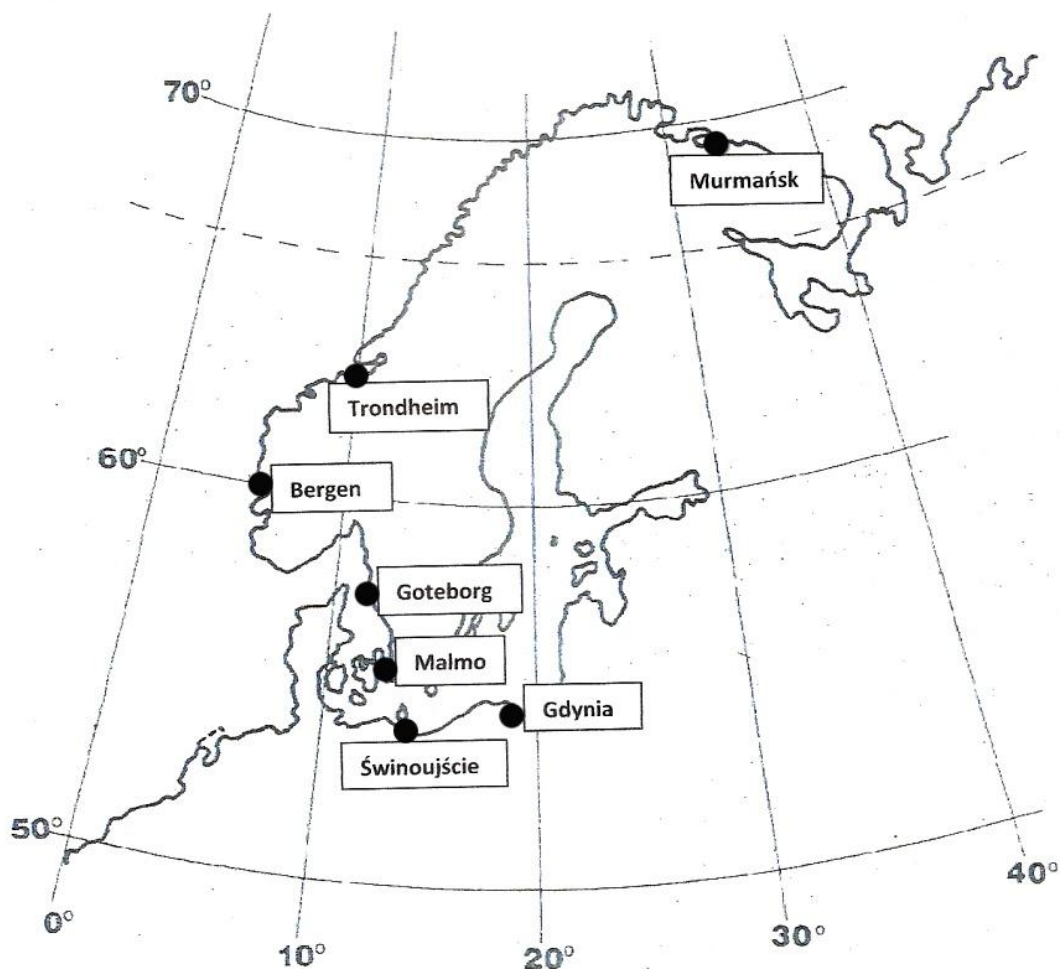 70°
Murmańsk
Trondheim
60°
Bergen
Goteborg
Malmo
Gdynia
Świnoujście
50°
40°
0°
30°
10°
20°